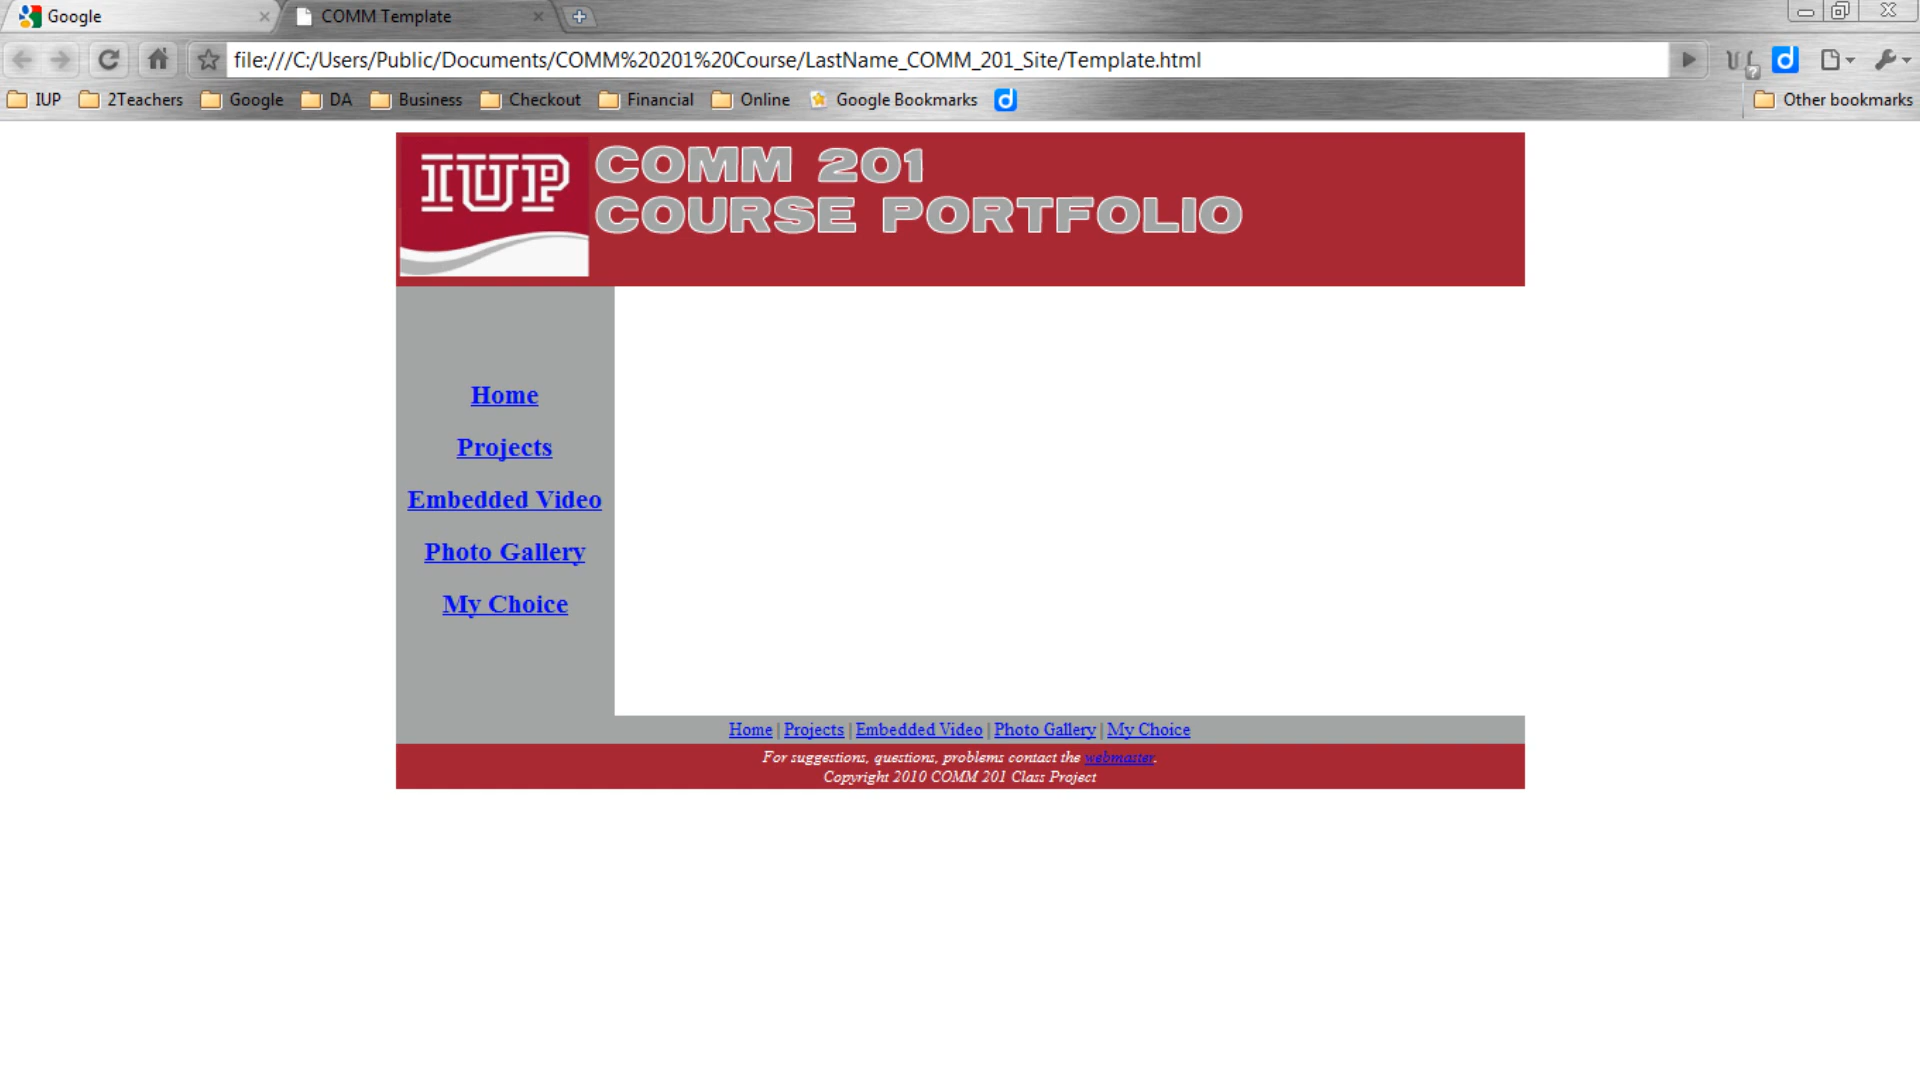 Google
COMM Template
file:///C:/Users/Public/Documents/COMM%20201%20Course/LastName_COMM_201_Site/Template.html
IUP 2Teachers Google DA Business Checkout Financial Online Google Bookmarks d Other bookmarks
IUP
COMM 201
COURSE PORTFOLIO
Home
Projects
Embedded Video
Photo Gallery
My Choice
Home | Projects | Embedded Video | Photo Gallery | My Choice
For suggestions, questions, problems contact the webmaster.
Copyright 2010 COMM 201 Class Project